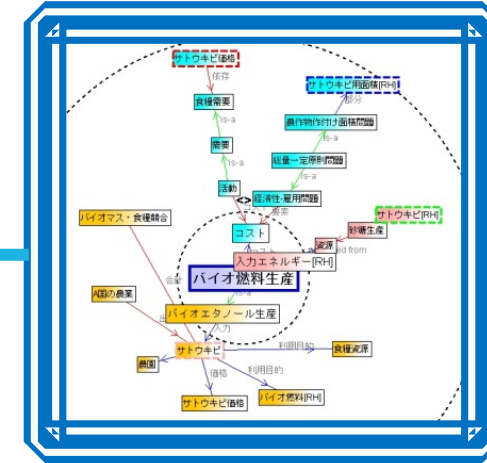 サトウキビ価格
依存
サトウキビ用面積[RH]
部分
食糧需要
is-a
農作物作付け面積問題
is-a
需要
総量一定原則問題
is-a
is-a
活動
<>
経済性-雇用問題
要素
サトウキビ[RH]
バイオマス・食糧競合
コスト
砂糖生産
資源
ed from
入力エネルギー[RH]
バイオ燃料生産
is-a
A国の農業
バイオエタノール生産
入力
サトウキビ
利用目的
食糧資源
農園
価格
利用目的
サトウキビ価格
バイオ燃料[RH]